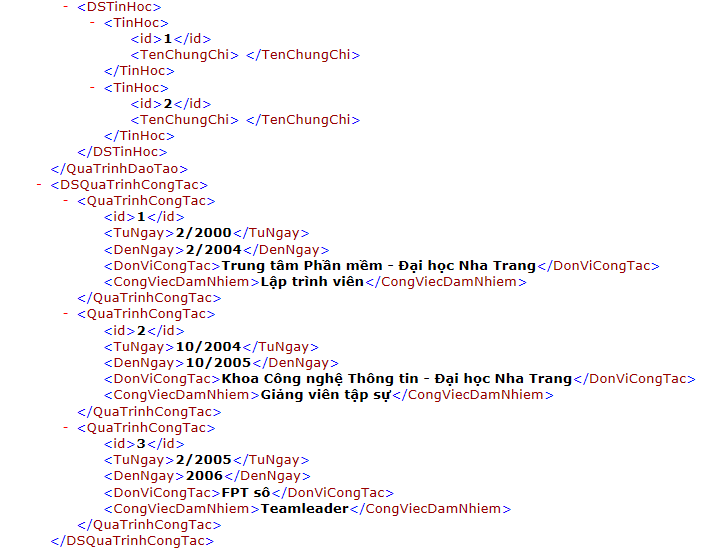 - <DSTinHoc>
- <TinHoc>
<id>1</id>
<TenChungChi> </TenChungChi>
</TinHoc>
- <TinHoc>
<id>2</id>
<TenChungChi> </TenChungChi>
</TinHoc>
</DSTinHoc>
</QuaTrinhDaoTao>
- <DSQuaTrinhCongTac>
- <QuaTrinhCongTac>
<id>1</id>
<TuNgay>2/2000</TuNgay>
<DenNgay>2/2004</DenNgay>
<DonViCongTac>Trung tâm Phần mềm - Đại học Nha Trang</DonViCongTac>
<CongViecDamNhiem>Lập trình viên</CongViecDamNhiem>
</QuaTrinhCongTac>
- <QuaTrinhCongTac>
<id>2</id>
<TuNgay>10/2004</TuNgay>
<DenNgay>10/2005</DenNgay>
<DonViCongTac>Khoa Công nghệ Thông tin - Đại học Nha Trang</DonViCongTac>
<CongViecDamNhiem>Giảng viên tập sự</CongViecDamNhiem>
</QuaTrinhCongTac>
- <QuaTrinhCongTac>
<id>3</id>
<TuNgay>2/2005</TuNgay>
<DenNgay>2006</DenNgay>
<DonViCongTac>FPT sô</DonViCongTac>
<CongViecDamNhiem>Teamleader</CongViecDamNhiem>
</QuaTrinhCongTac>
</DSQuaTrinhCongTac>